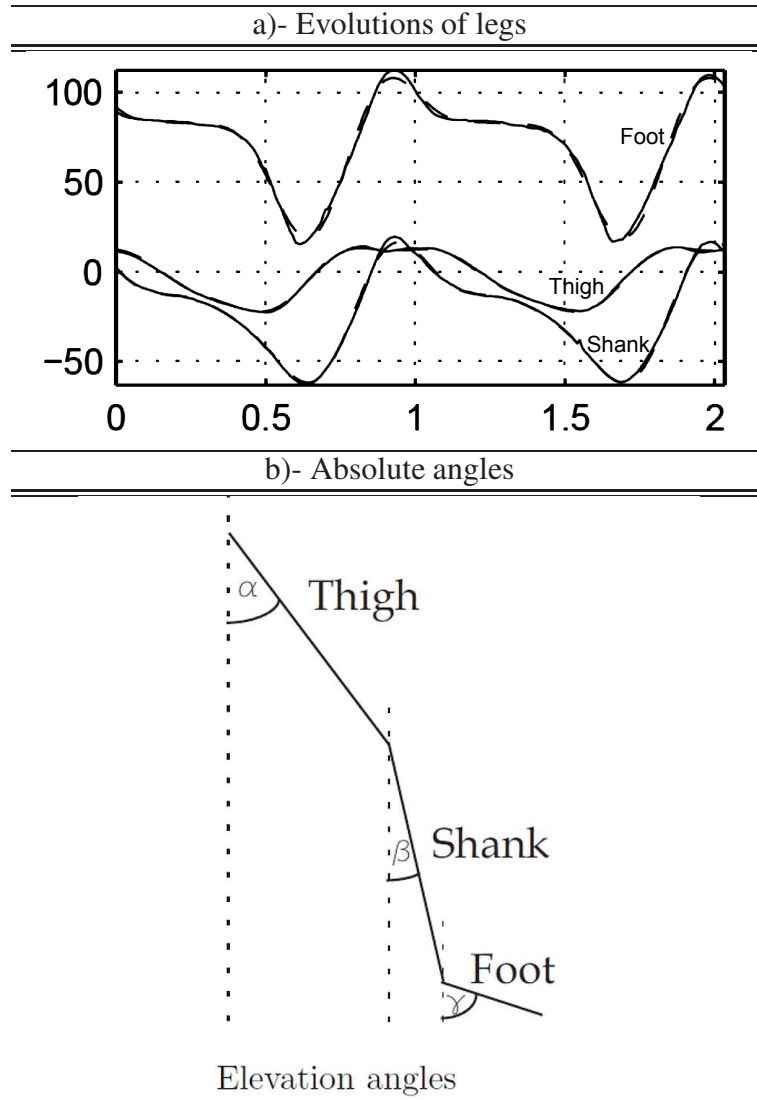 a)- Evolutions of legs
100
50
0
−50
Foot
Thigh
Shank
0 0.5 1 1.5 2
b)- Absolute angles
α
Thigh
β
Shank
Foot
γ
Elevation angles